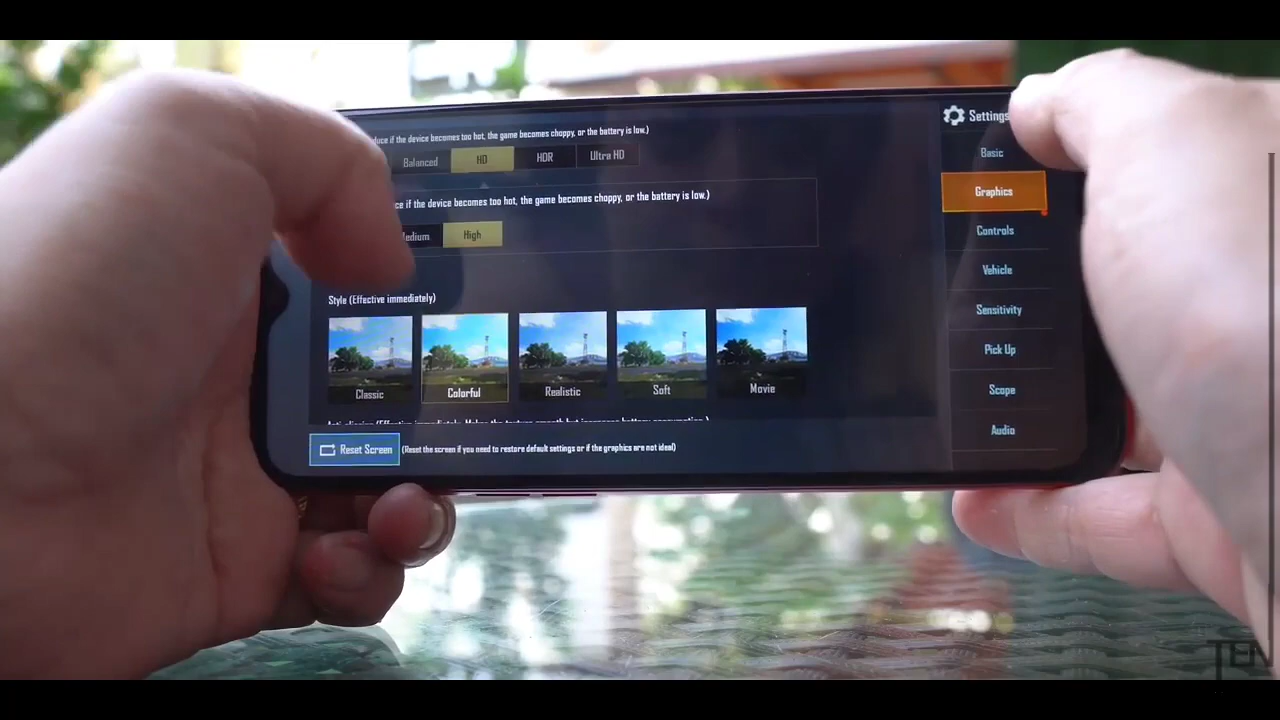 if the device becomes too hot, the game becomes choppy, or the battery is low.)
Balanced HD HDR Ultra HD
if the device becomes too hot, the game becomes choppy, or the battery is low.)
High
Style (Effective immediately)
Classic Colorful Realistic Soft Movie
Reset Screen (Reset the screen if you need to restore default settings or if the graphics are not ideal)
Settings
Basic
Graphics
Controls
Vehicle
Sensitivity
Pick Up
Scope
Audio
TEN